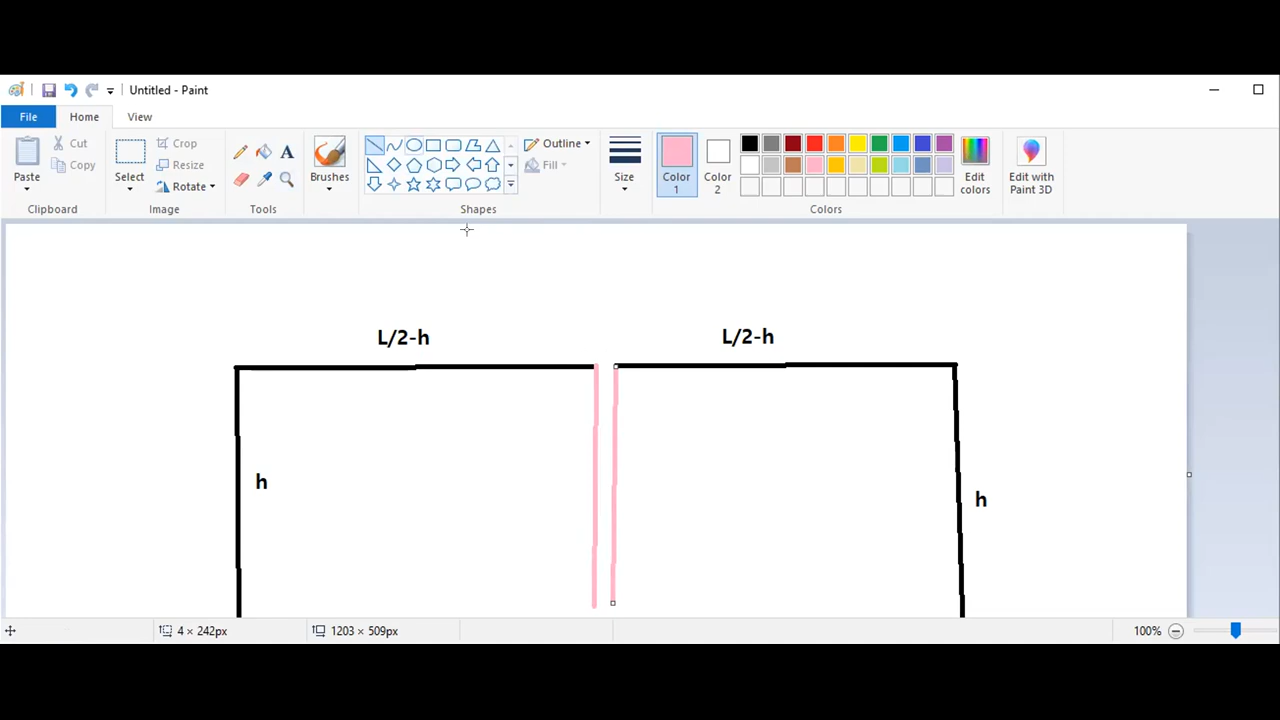 Untitled - Paint
File Home View
Paste
Cut
Copy
Clipboard
Select
Crop
Resize
Rotate
Image
A
Tools
Brushes
Outline
Fill
Shapes
Size
Color 1
Color 2
Edit colors
Colors
Edit with Paint 3D
L/2-h
L/2-h
h
h
4 × 242px
1203 × 509px
100%